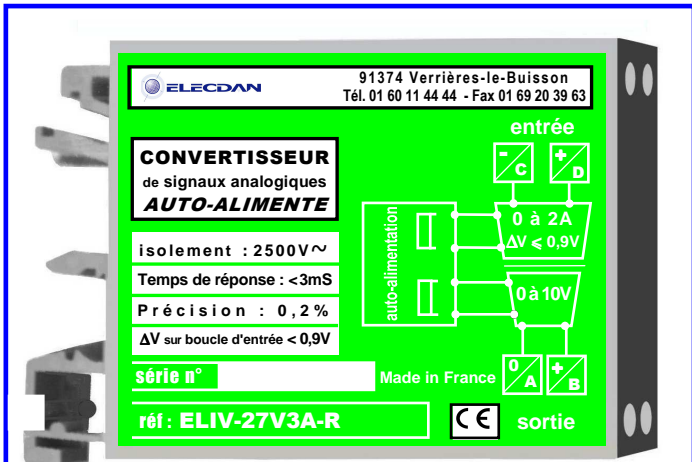 ELECDAN
91374 Verrières-le-Buisson
Tél. 01 60 11 44 44 - Fax 01 69 20 39 63
CONVERTISSEUR
de signaux analogiques
AUTO-ALIMENTE
isolement : 2500V~
Temps de réponse : <3mS
Précision : 0,2%
ΔV sur boucle d'entrée < 0,9V
série n°
Made in France
réf : ELIV-27V3A-R
CE
entrée
- C
+ D
0 à 2A
ΔV ⩽ 0,9V
auto-alimentation
0 à 10V
0 A
+ B
sortie